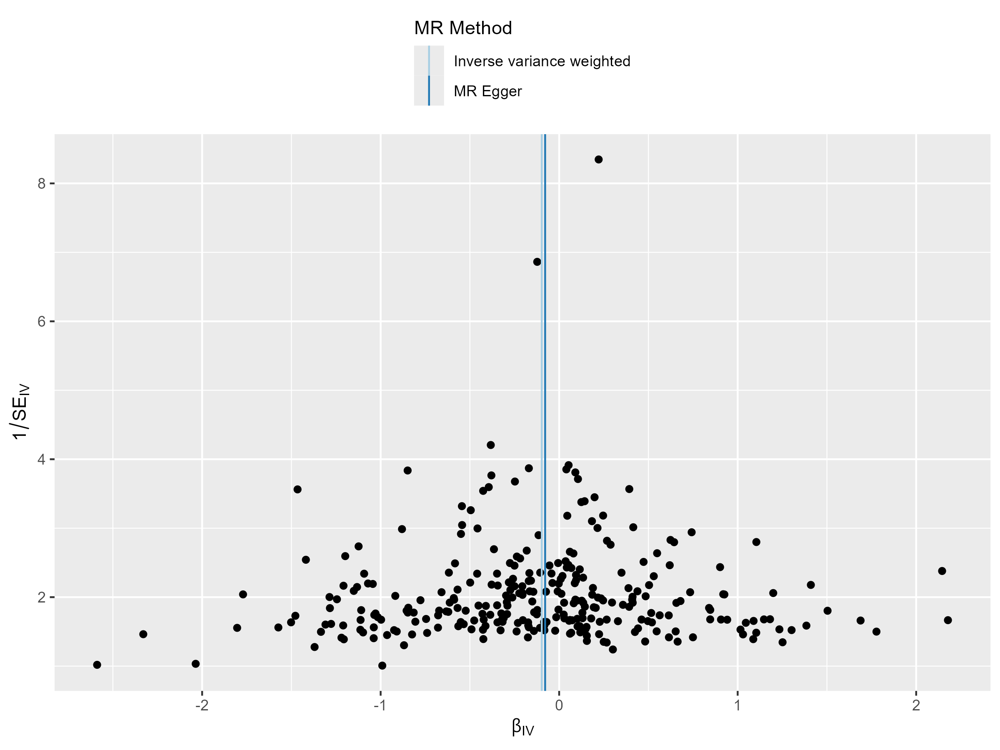 MR Method
Inverse variance weighted
MR Egger
8
6
4
2
1/SE_IV
-2
-1
0
1
2
β_IV